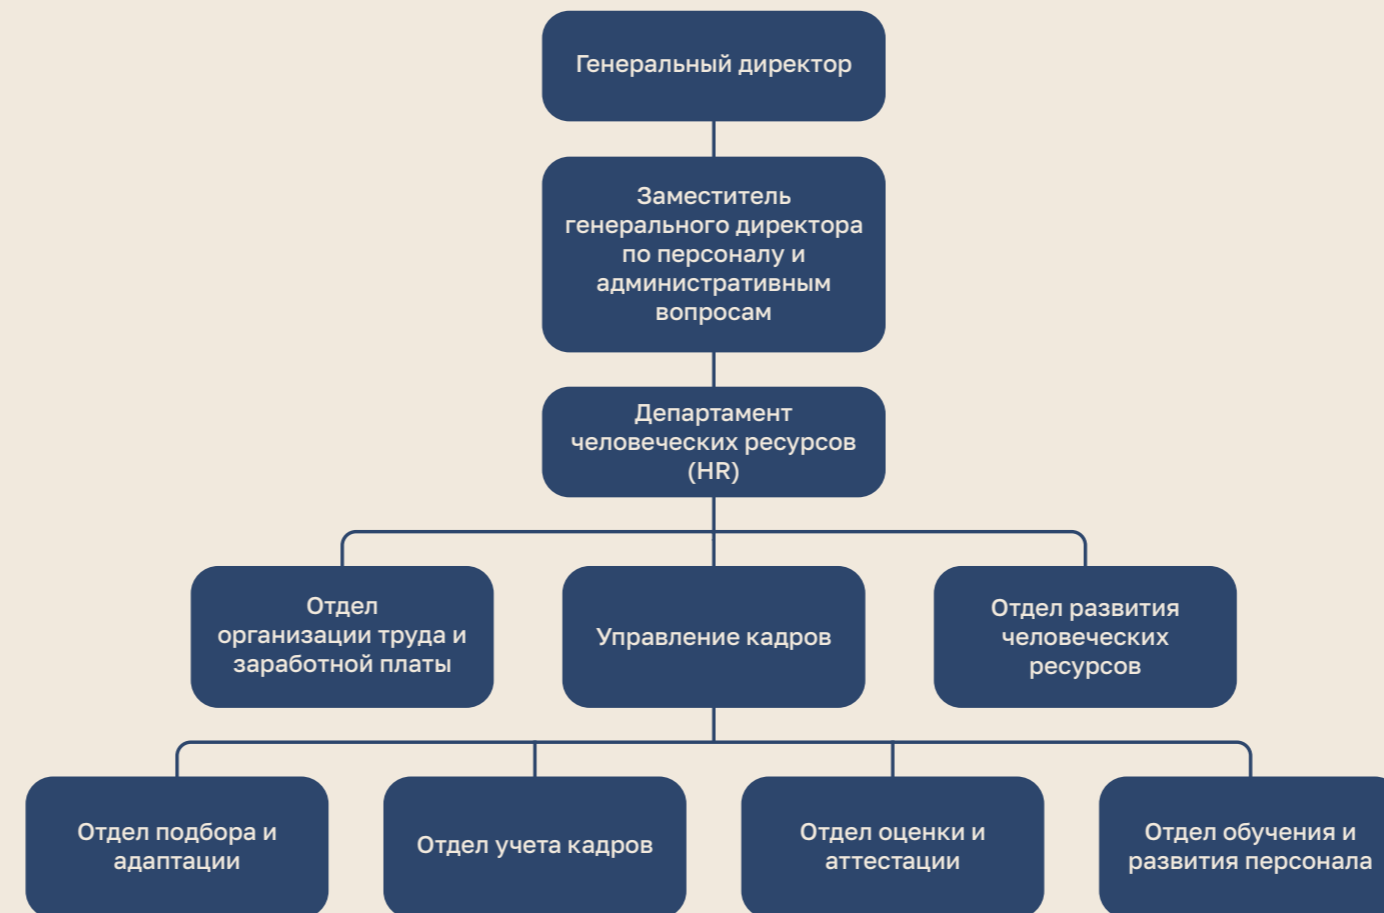 Генеральный директор
Заместитель
генерального директора
по персоналу и
административным
вопросам
Департамент
человеческих ресурсов
(HR)
Отдел
организации труда и
заработной платы
Управление кадров
Отдел развития
человеческих
ресурсов
Отдел подбора и
адаптации
Отдел учета кадров
Отдел оценки и
аттестации
Отдел обучения и
развития персонала